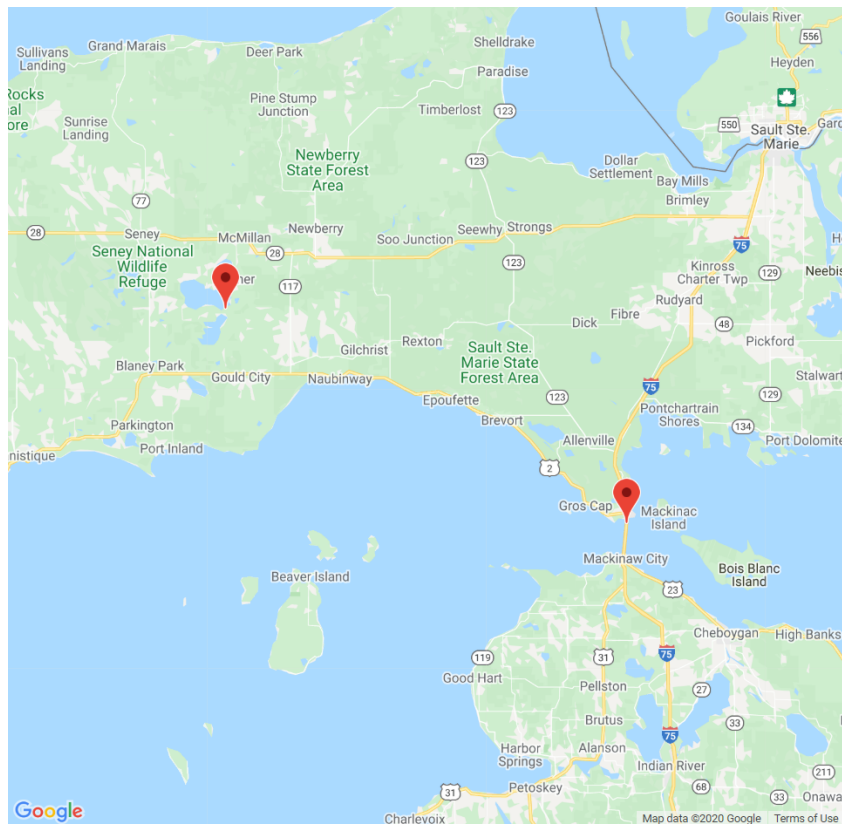 Goulais River
556
Sullivans
Landing
Grand Marais
Deer Park
Shelldrake
Heyden
Paradise
Rocks
al
ore
Pine Stump
Junction
Timberlost
123
550
Sault Ste.
Marie
Gard
Sunrise
Landing
123
Newberry
State Forest
Area
Dollar
Settlement
Bay Mills
Brimley
77
28
Seney
McMillan
Newberry
Soo Junction
Seewhy
Strongs
28
75
He
Seney National
Wildlife
Refuge
ner
117
123
Kinross
Charter Twp
129
Neebis
Rudyard
Fibre
Dick
48
Pickford
Gilchrist
Rexton
Sault Ste.
Marie State
Forest Area
Blaney Park
Gould City
Naubinway
Epoufette
123
75
Stalwart
129
Pontchartrain
Shores
134
Brevort
Parkington
Allenville
Port Dolomite
nistique
Port Inland
2
Gros Cap
Mackinac
Island
Mackinaw City
Bois Blanc
Island
Beaver Island
23
Cheboygan
High Banks
119
31
75
Good Hart
Pellston
27
Brutus
33
Harbor
Springs
Alanson
75
Indian River
211
Petoskey
68
33
Onawa
31
Charlevoix
Google
Map data ©2020 Google
Terms of Use